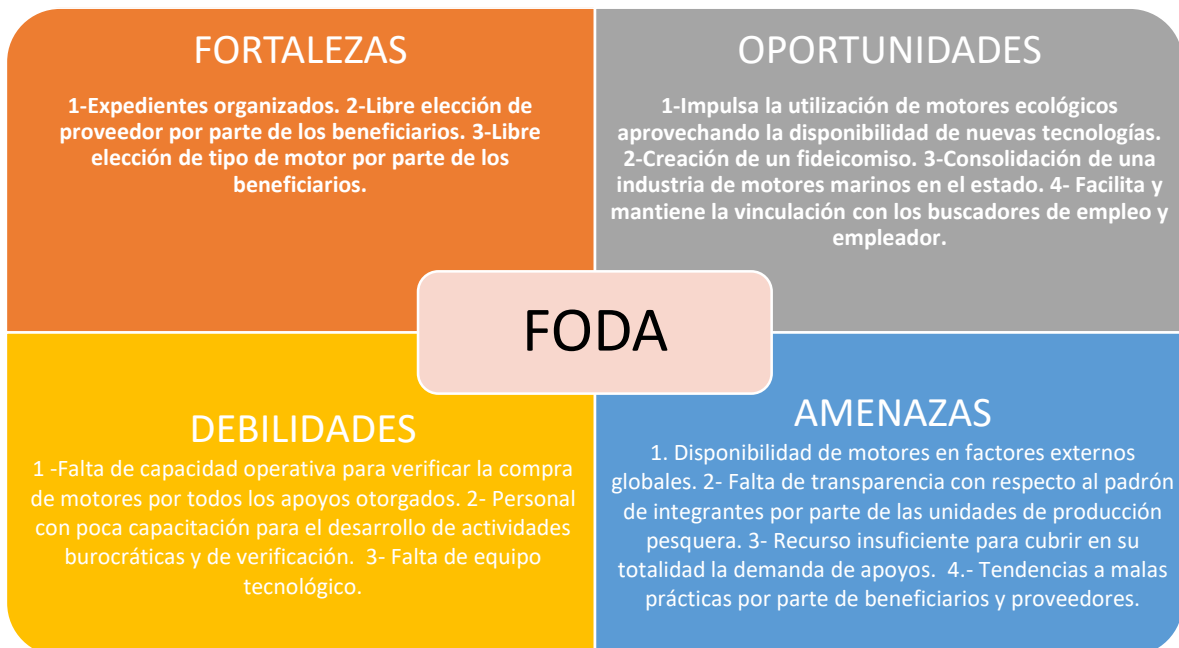 FORTALEZAS
1-Expedientes organizados. 2-Libre elección de
proveedor por parte de los beneficiarios. 3-Libre
elección de tipo de motor por parte de los
beneficiarios.
OPORTUNIDADES
1-Impulsa la utilización de motores ecológicos
aprovechando la disponibilidad de nuevas tecnologías.
2-Creación de un fideicomiso. 3-Consolidación de una
industria de motores marinos en el estado. 4- Facilita y
mantiene la vinculación con los buscadores de empleo y
empleador.
FODA
DEBILIDADES
1 -Falta de capacidad operativa para verificar la compra
de motores por todos los apoyos otorgados. 2- Personal
con poca capacitación para el desarrollo de actividades
burocráticas y de verificación. 3- Falta de equipo
tecnológico.
AMENAZAS
1. Disponibilidad de motores en factores externos
globales. 2- Falta de transparencia con respecto al padrón
de integrantes por parte de las unidades de producción
pesquera. 3- Recurso insuficiente para cubrir en su
totalidad la demanda de apoyos. 4.- Tendencias a malas
prácticas por parte de beneficiarios y proveedores.